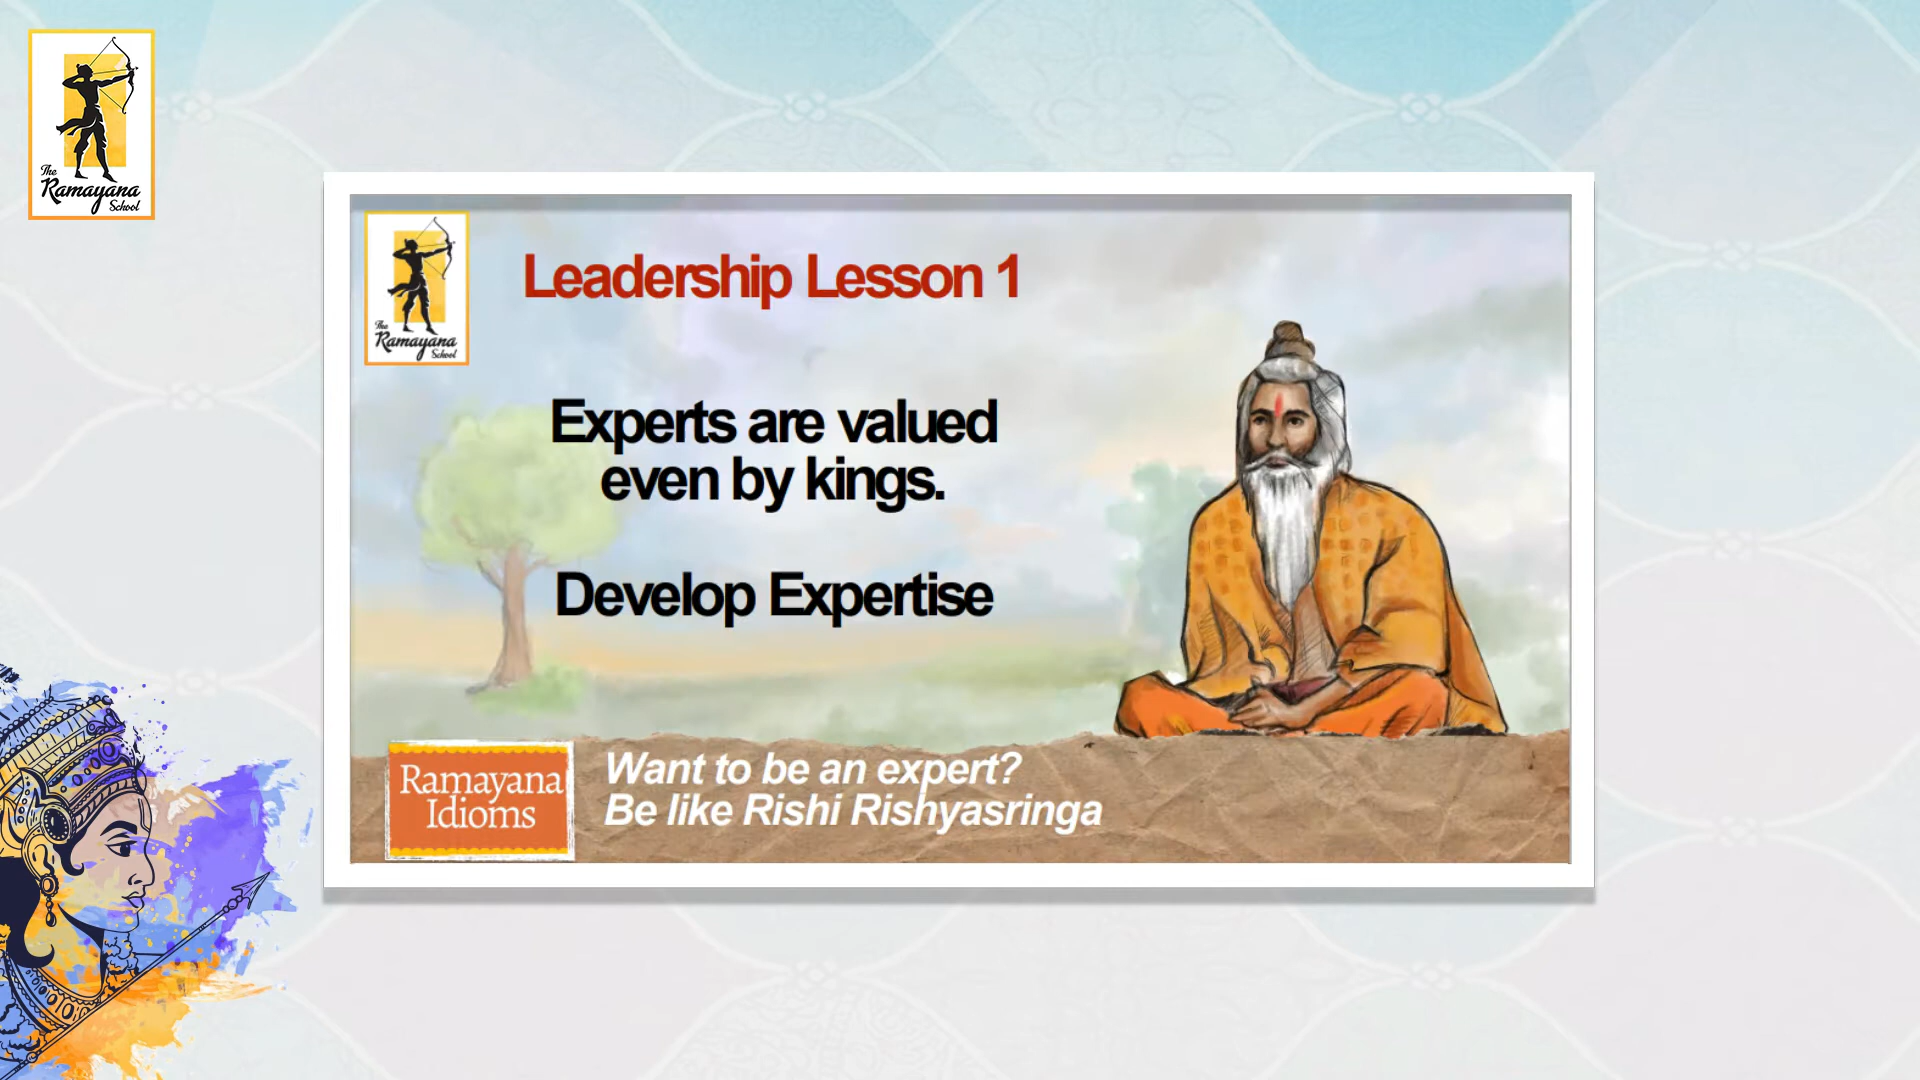 The
Ramayana
School
The
Ramayana
School
Leadership Lesson 1
Experts are valued
even by kings.
Develop Expertise
Ramayana
Idioms
Want to be an expert?
Be like Rishi Rishyasringa